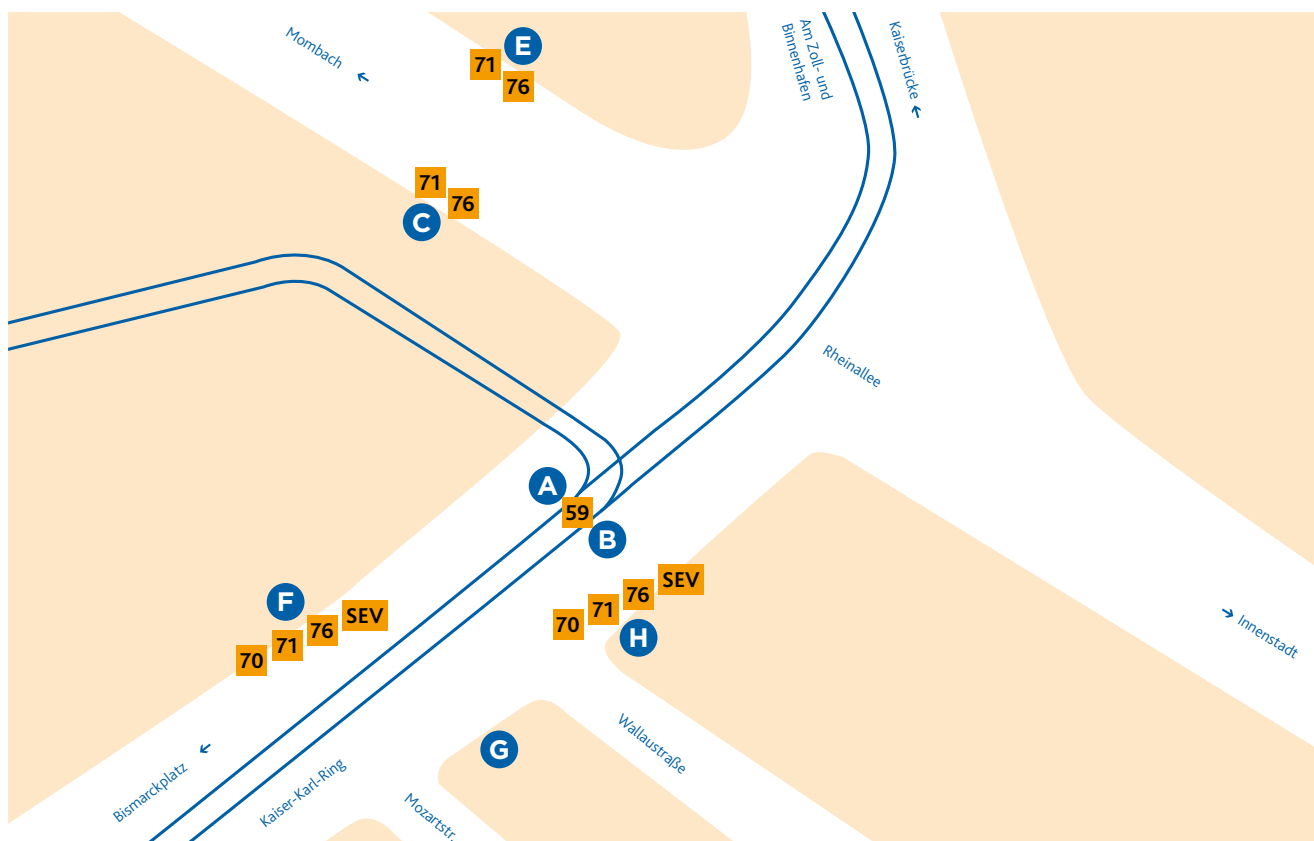 Mombach
E
71
76
Am Zoll- und
Binnenhafen
Kaiserbrücke
71
76
C
Rheinallee
A
59
B
F
70
71
76
SEV
70
71
76
SEV
H
Innenstadt
G
Wallaustraße
Bismarckplatz
Kaiser-Karl-Ring
Mozartstr.